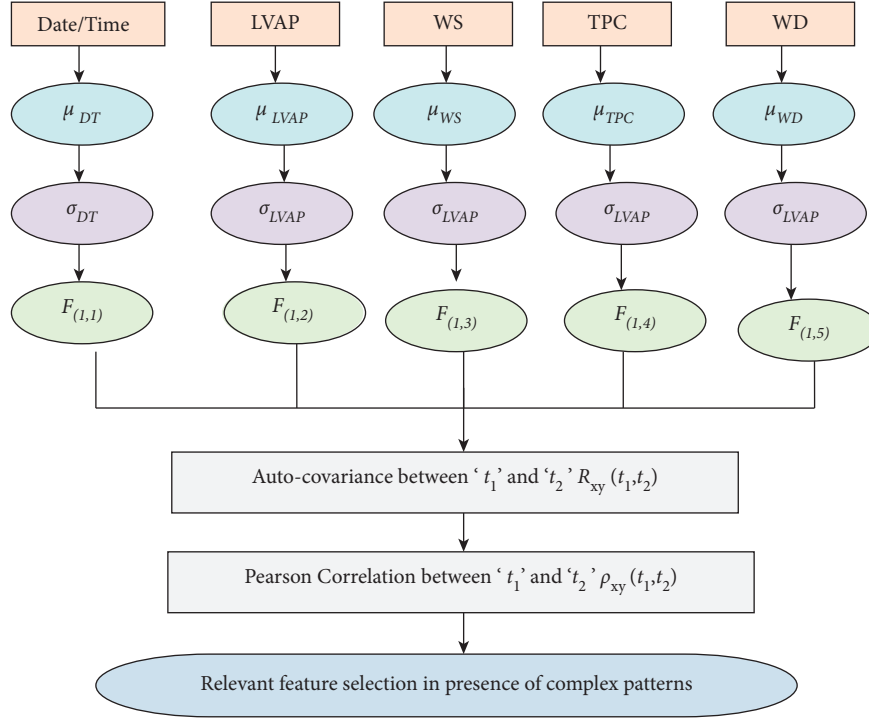 Date/Time LVAP WS TPC WD
μ DT μ LVAP μWS μTPC μWD
σDT σLVAP σLVAP σLVAP σLVAP
F(1,1) F(1,2) F(1,3) F(1,4) F(1,5)
Auto-covariance between ‘ t1’ and ‘t2 ’ Rxy (t1,t2)
Pearson Correlation between ‘ t1’ and ‘t2 ’ ρxy (t1,t2)
Relevant feature selection in presence of complex patterns